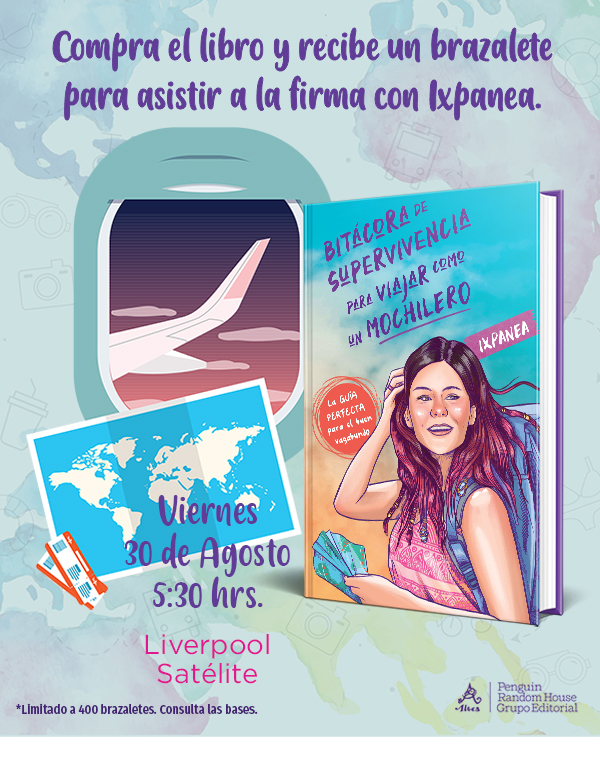 Compra el libro y recibe un brazalete
para asistir a la firma con Ixpanea.
BITÁCORA DE
SUPERVIVENCIA
PARA VIAJAR COMO
UN MOCHILERO
IXPANEA
La GUÍA
PERFECTA
para el buen
vagabundo
Viernes
30 de Agosto
5:30 hrs.
Liverpool
Satélite
*Limitado a 400 brazaletes. Consulta las bases.
Alves
Penguin
Random House
Grupo Editorial